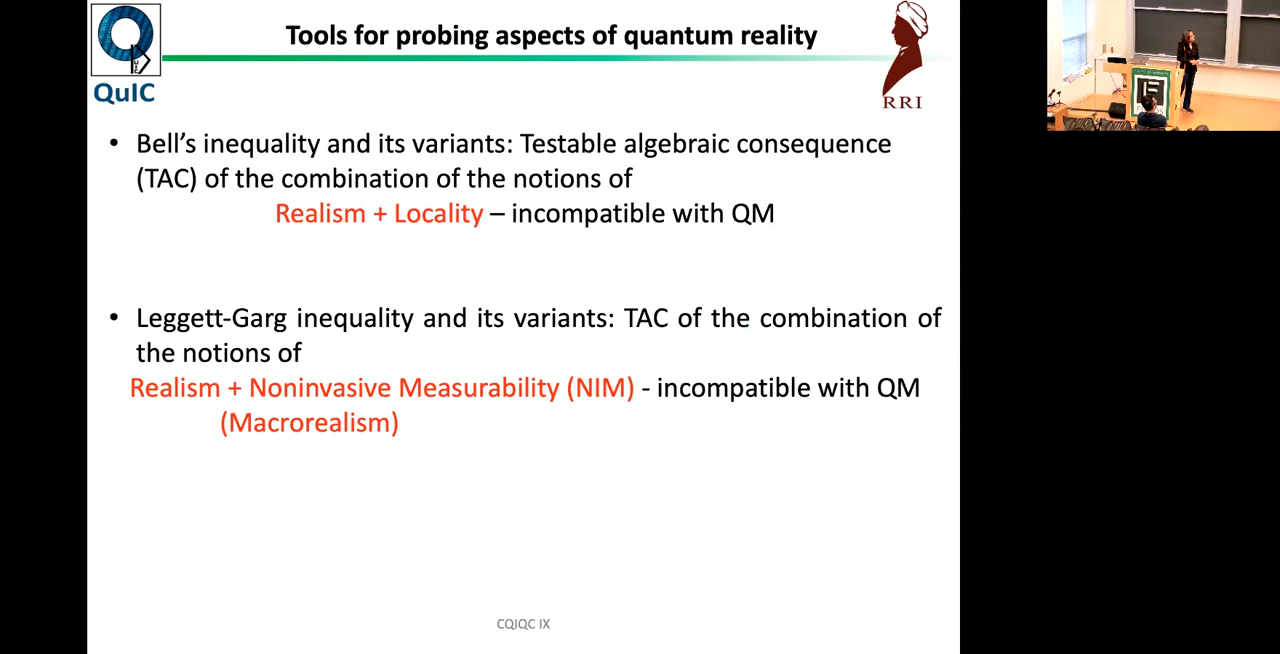 Tools for probing aspects of quantum reality
QuIC
RRI
• Bell's inequality and its variants: Testable algebraic consequence
(TAC) of the combination of the notions of
Realism + Locality – incompatible with QM
• Leggett-Garg inequality and its variants: TAC of the combination of
the notions of
Realism + Noninvasive Measurability (NIM) - incompatible with QM
(Macrorealism)
CQIQC IX